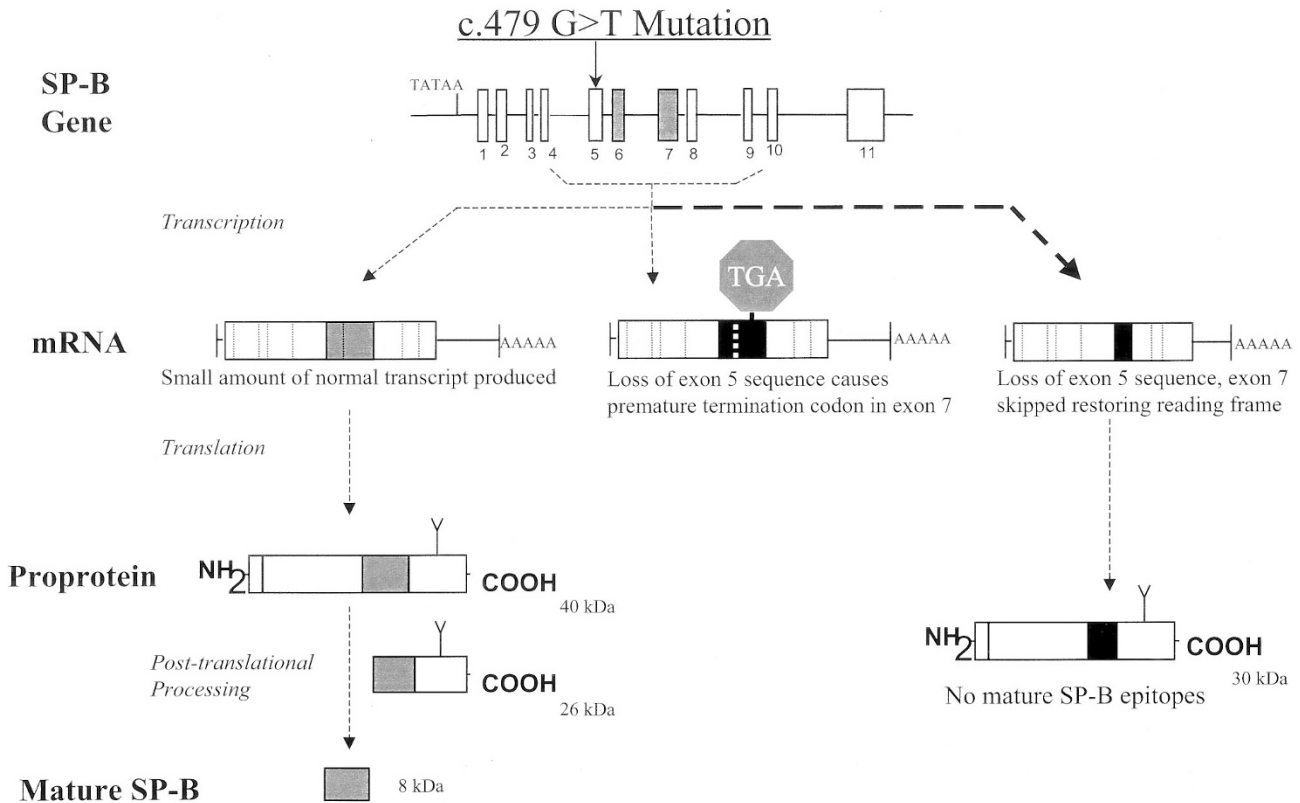 c.479 G>T Mutation
SP-B
Gene
TATAA
1 2 3 4 5 6 7 8 9 10 11
Transcription
TGA
mRNA
AAAAA
AAAAA
AAAAA
Small amount of normal transcript produced
Loss of exon 5 sequence causes
premature termination codon in exon 7
Loss of exon 5 sequence, exon 7
skipped restoring reading frame
Translation
Proprotein
NH2
Y
COOH
40 kDa
Post-translational
Processing
Y
COOH
26 kDa
NH2
Y
COOH
30 kDa
No mature SP-B epitopes
Mature SP-B
8 kDa